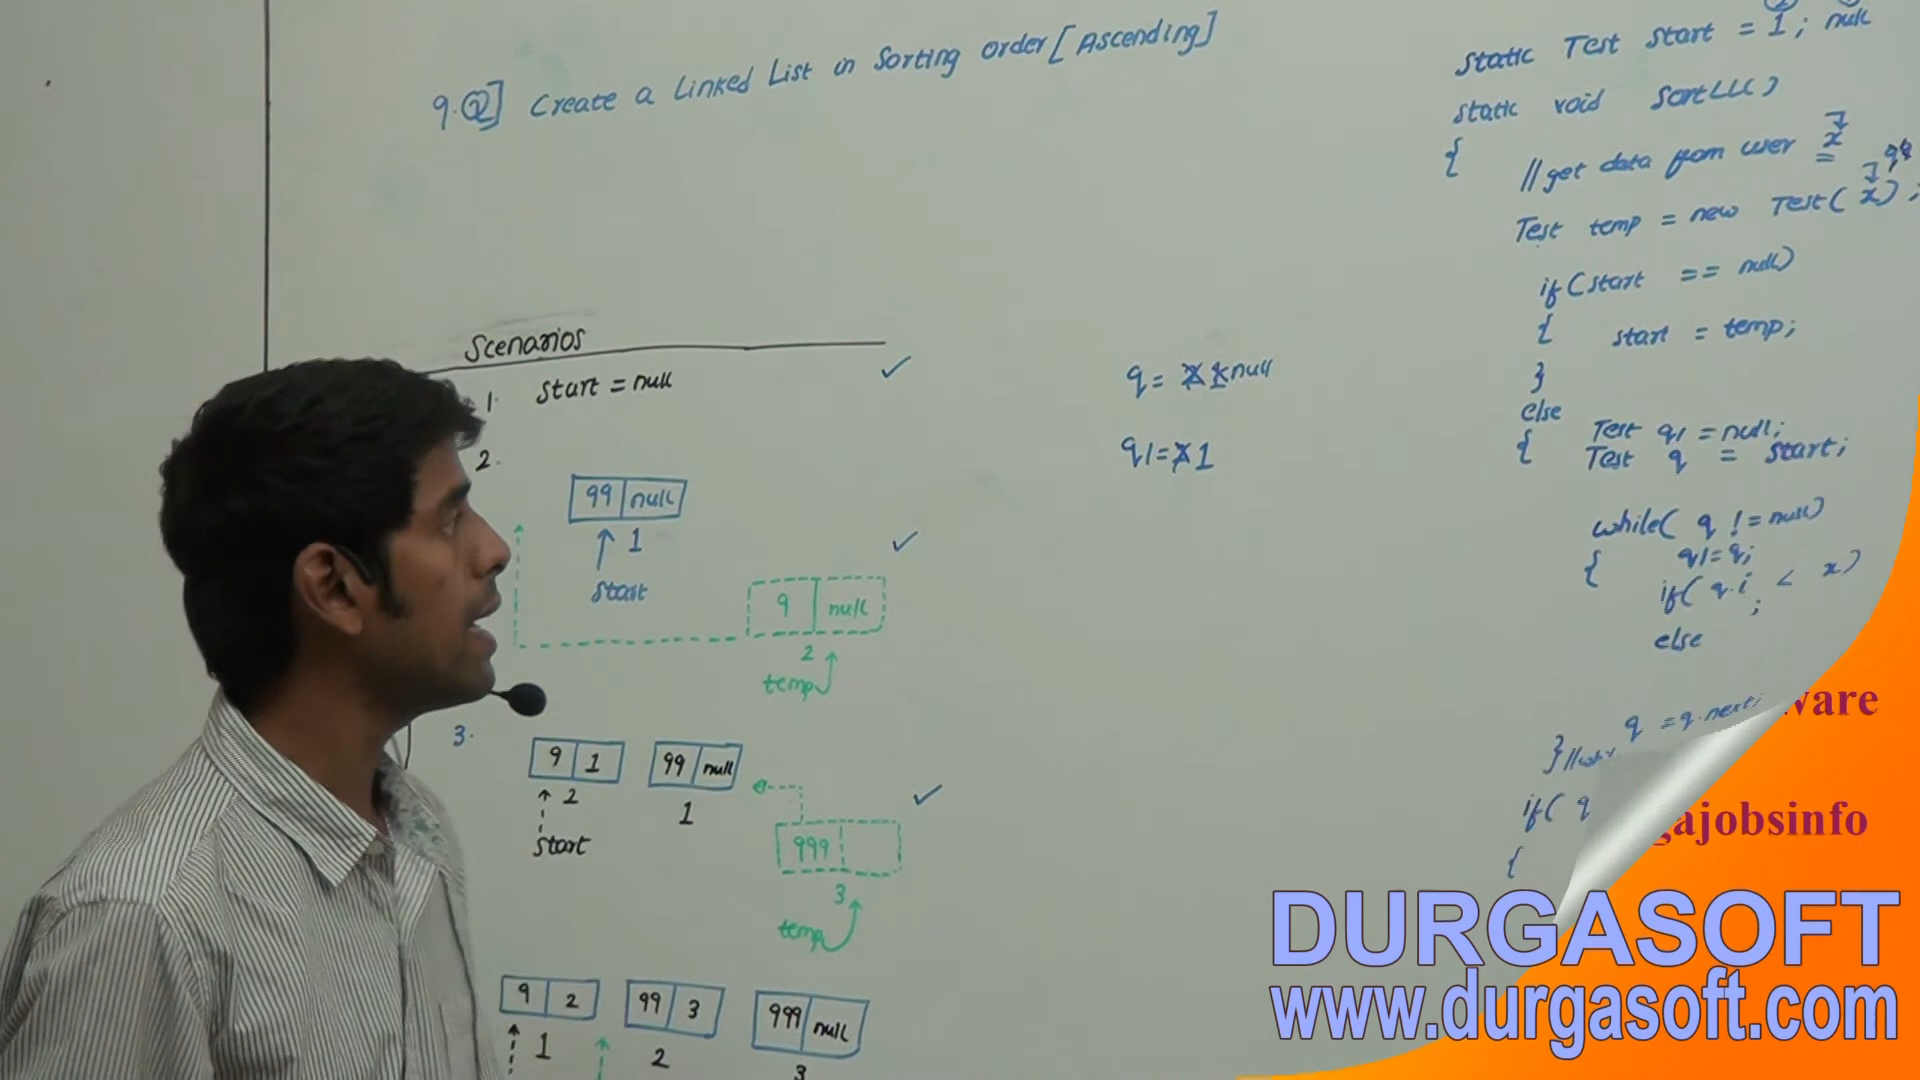 9.Q] Create a Linked List in Sorting Order [Ascending]
Scenarios
1. start = null
2.
99 null
1
start
9 null
2
temp
3.
9 1
99 null
2
1
start
999
3
temp
9 2
99 3
999 null
1
2
3
q = null
q1 = 1
static Test start = 1; null
static void SortLL()
{
//get data from user x
Test temp = new Test(x);
if(start == null)
{ start = temp;
}
else
{ Test q1 = null;
Test q = start;
while( q != null)
{ q1=q;
if( q.i < x)
;
else
q = q.next;
}
if( q
{
ware
gajobsinfo
DURGASOFT
www.durgasoft.com